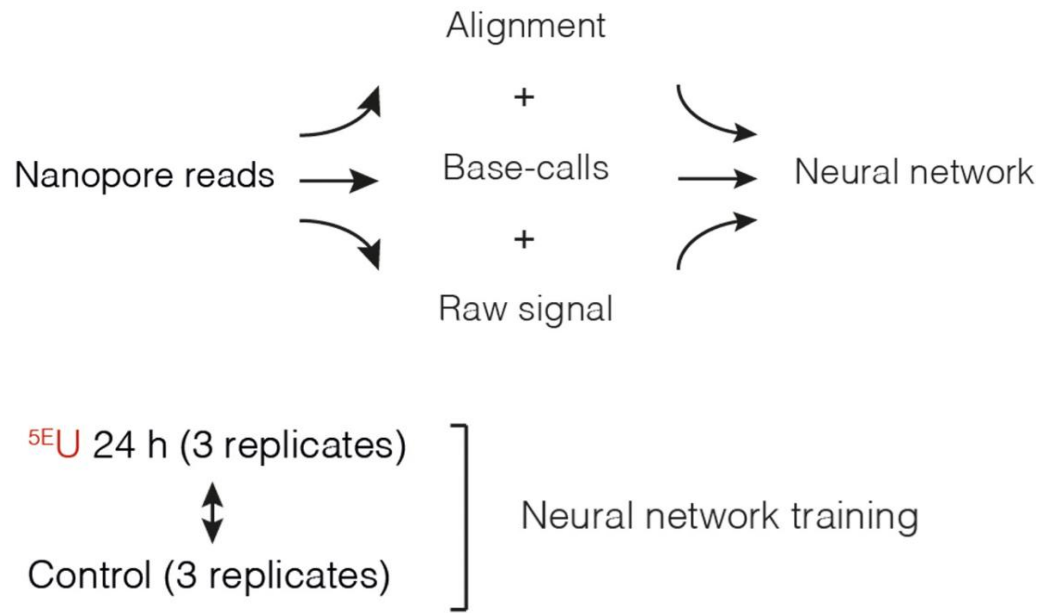 Alignment
+
Nanopore reads
Base-calls
Neural network
+
Raw signal
5EU 24 h (3 replicates)
Neural network training
Control (3 replicates)